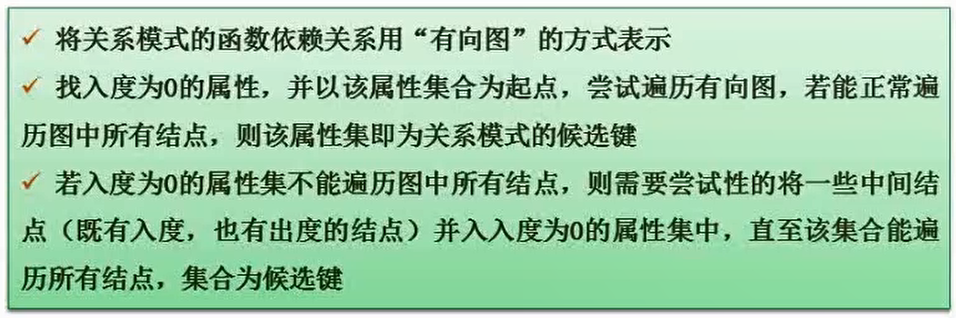 ✓ 将关系模式的函数依赖关系用“有向图”的方式表示
✓ 找入度为0的属性，并以该属性集合为起点，尝试遍历有向图，若能正常遍
历图中所有结点，则该属性集即为关系模式的候选键
✓ 若入度为0的属性集不能遍历图中所有结点，则需要尝试性的将一些中间结
点（既有入度，也有出度的结点）并入入度为0的属性集中，直至该集合能遍
历所有结点，集合为候选键